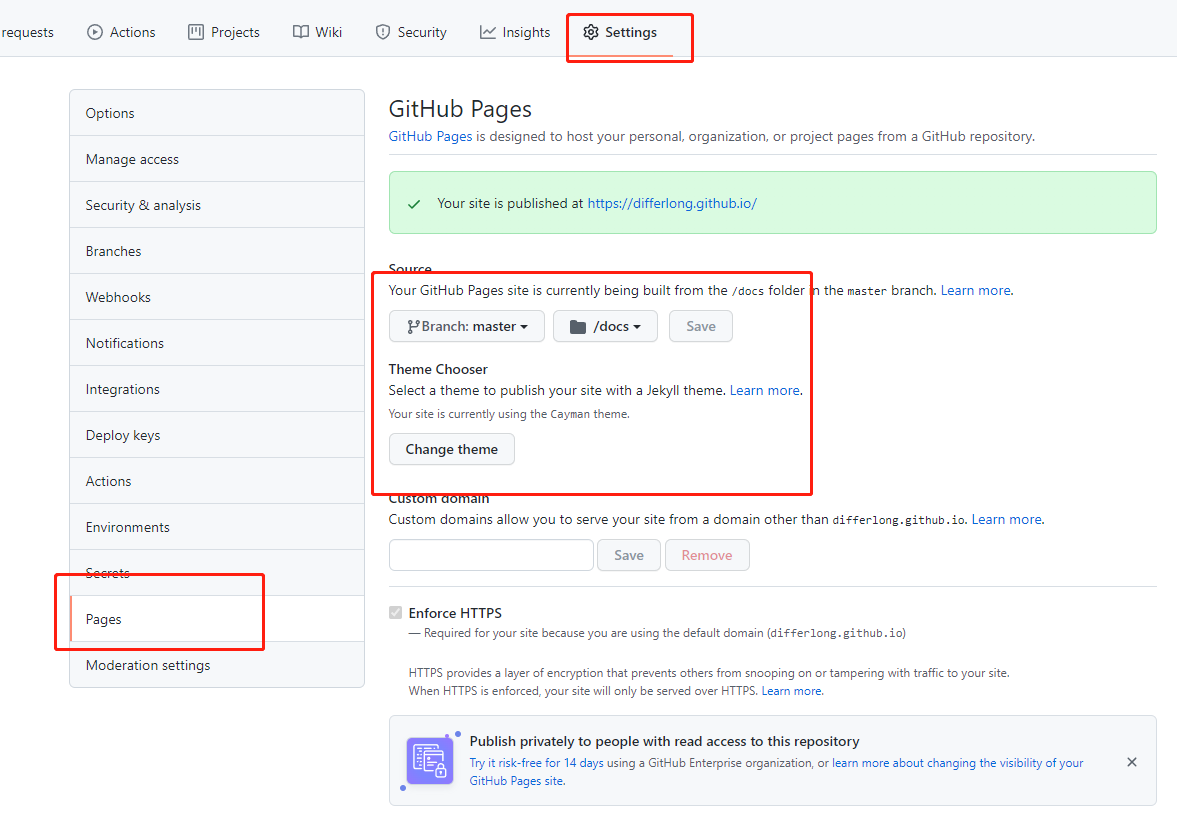 requests Actions Projects Wiki Security Insights Settings
Options
Manage access
Security & analysis
Branches
Webhooks
Notifications
Integrations
Deploy keys
Actions
Environments
Secrets
Pages
Moderation settings
GitHub Pages
GitHub Pages is designed to host your personal, organization, or project pages from a GitHub repository.
Your site is published at https://differlong.github.io/
Source
Your GitHub Pages site is currently being built from the /docs folder in the master branch. Learn more.
Branch: master /docs Save
Theme Chooser
Select a theme to publish your site with a Jekyll theme. Learn more.
Your site is currently using the Cayman theme.
Change theme
Custom domain
Custom domains allow you to serve your site from a domain other than differlong.github.io. Learn more.
Save Remove
Enforce HTTPS
— Required for your site because you are using the default domain (differlong.github.io)
HTTPS provides a layer of encryption that prevents others from snooping on or tampering with traffic to your site.
When HTTPS is enforced, your site will only be served over HTTPS. Learn more.
Publish privately to people with read access to this repository
Try it risk-free for 14 days using a GitHub Enterprise organization, or learn more about changing the visibility of your
GitHub Pages site.